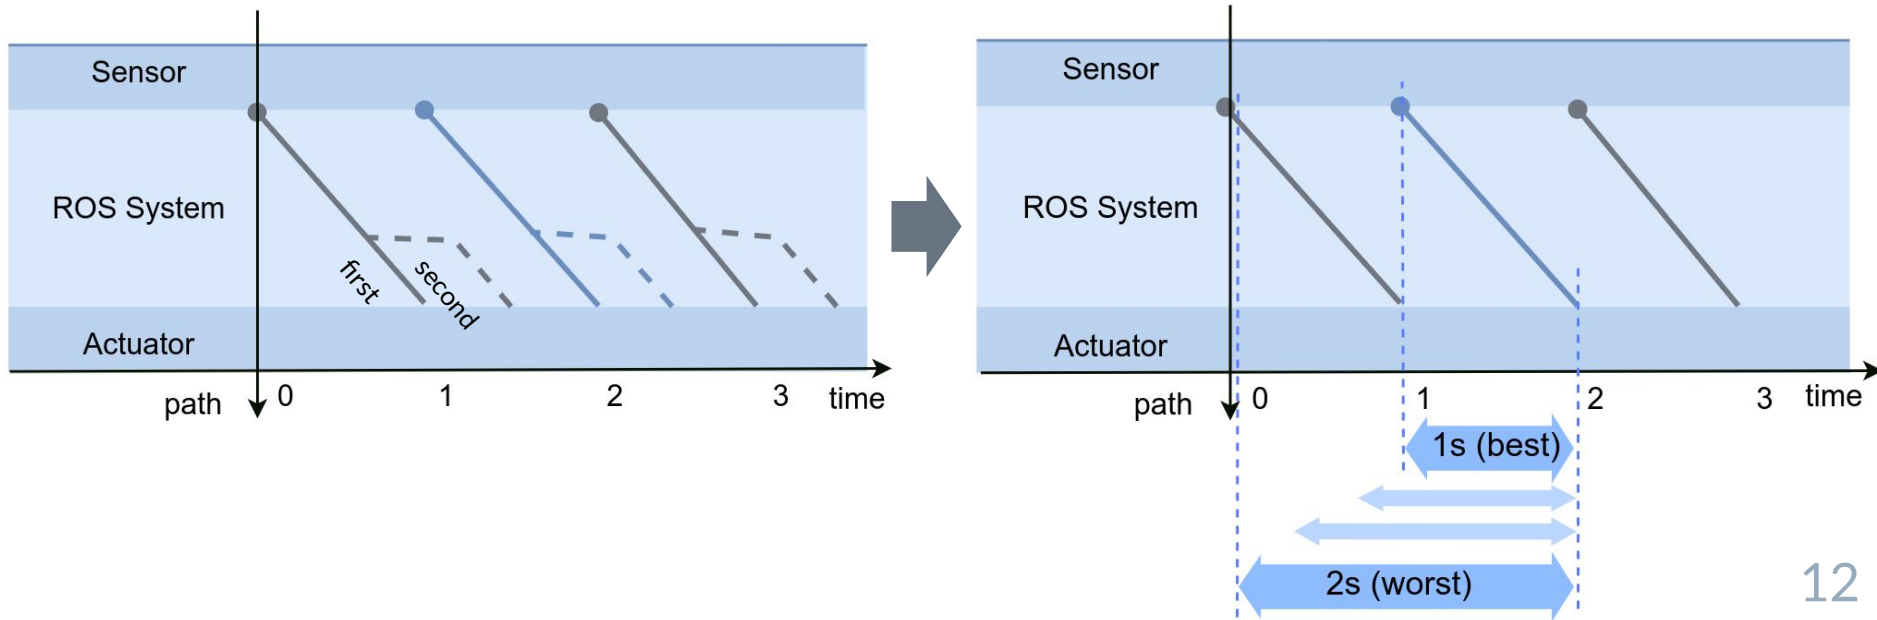 Sensor
ROS System
first
second
Actuator
path
0
1
2
3
time
Sensor
ROS System
Actuator
path
0
1
2
3
time
1s (best)
2s (worst)
12